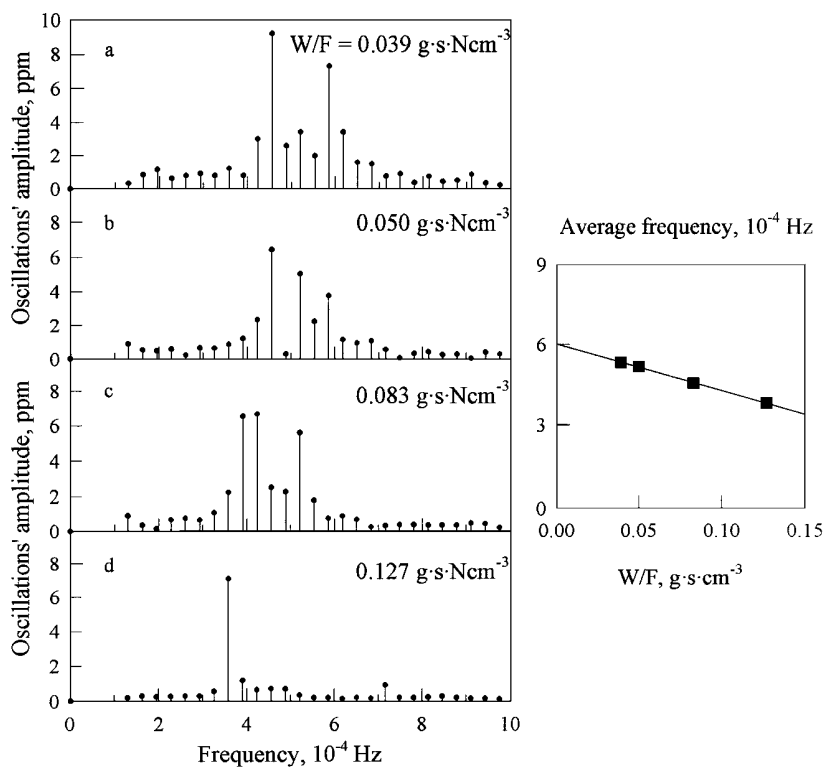 Oscillations' amplitude, ppm
10
8
6
4
2
0
a
W/F = 0.039 g·s·Ncm-3
8
6
4
2
0
b
0.050 g·s·Ncm-3
Oscillations' amplitude, ppm
8
6
4
2
0
c
0.083 g·s·Ncm-3
8
6
4
2
0
d
0.127 g·s·Ncm-3
0 2 4 6 8 10
Frequency, 10-4 Hz
Average frequency, 10-4 Hz
9
6
3
0
0.00 0.05 0.10 0.15
W/F, g·s·cm-3